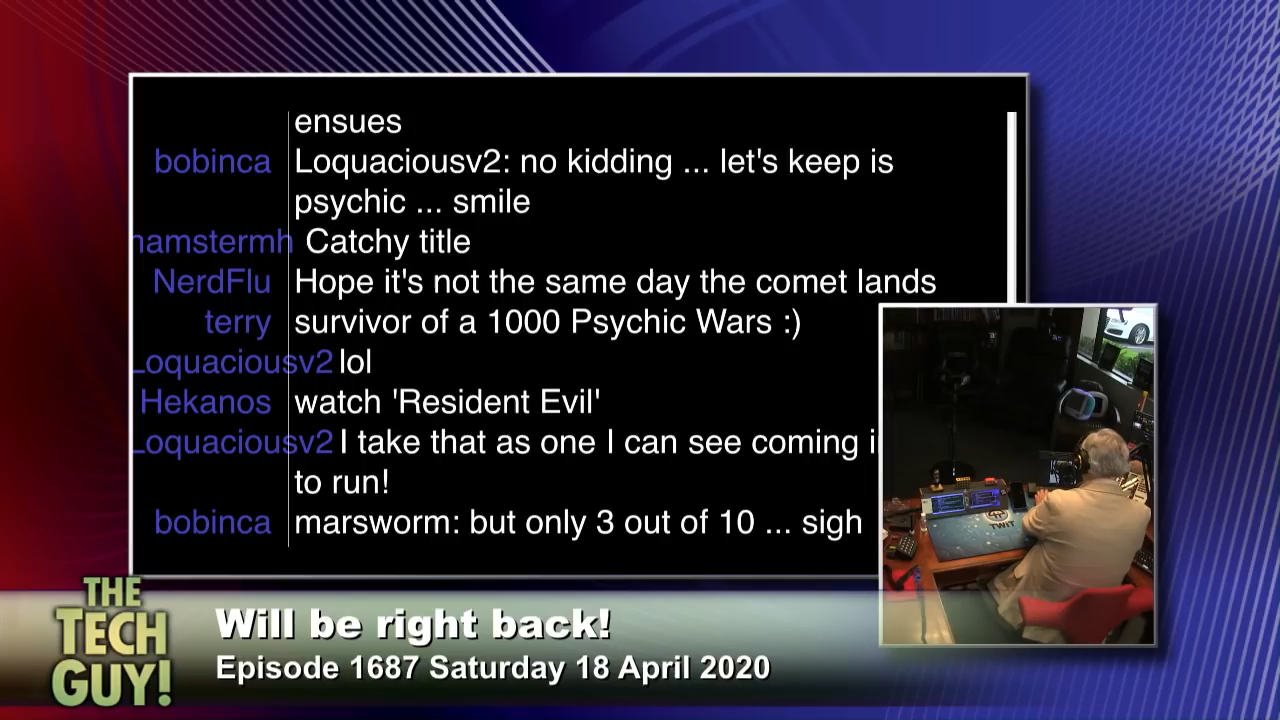 ensues
bobinca Loquaciousv2: no kidding ... let's keep is
psychic ... smile
hamstermh Catchy title
NerdFlu Hope it's not the same day the comet lands
terry survivor of a 1000 Psychic Wars :)
Loquaciousv2 lol
Hekanos watch 'Resident Evil'
Loquaciousv2 I take that as one I can see coming
to run!
bobinca marsworm: but only 3 out of 10 ... sigh
TWiT
THE
TECH
GUY!
Will be right back!
Episode 1687 Saturday 18 April 2020